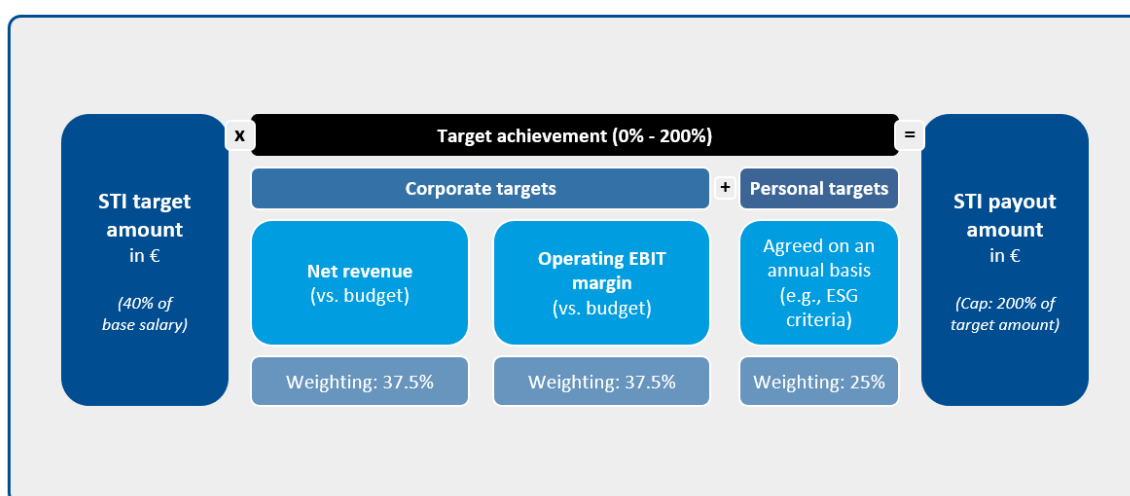 STI target
amount
in €
(40% of
base salary)
x
Target achievement (0% - 200%)
=
Corporate targets
+
Personal targets
Net revenue
(vs. budget)
Operating EBIT
margin
(vs. budget)
Agreed on an
annual basis
(e.g., ESG
criteria)
Weighting: 37.5%
Weighting: 37.5%
Weighting: 25%
STI payout
amount
in €
(Cap: 200% of
target amount)